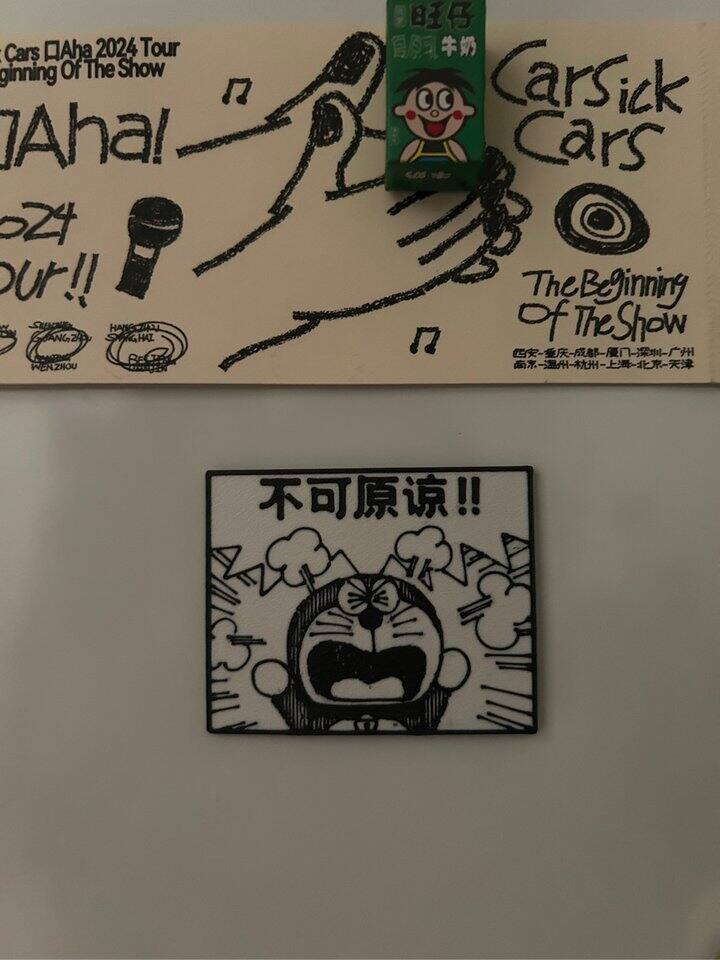 旺仔
牛奶
Cars 口Aha 2024 Tour
ginning Of The Show
Aha!
CarSick
Cars
024
our!!
The Beginning
Of The Show
GUANGZHOU
WENZHOU
HANGZHOU
SHANGHAI
西安-重庆-成都-厦门-深圳-广州
南京-温州-杭州-上海-北京-天津
不可原谅!!